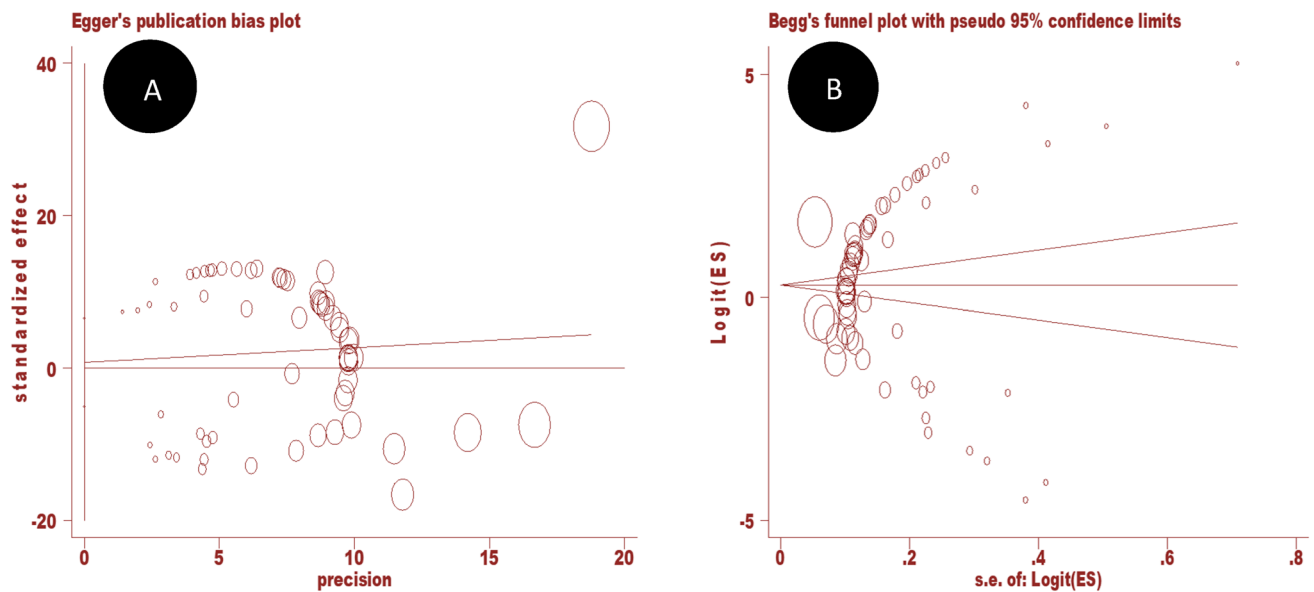 Egger's publication bias plot
A
40
20
0
-20
standardized effect
0
5
10
15
20
precision
Begg's funnel plot with pseudo 95% confidence limits
B
5
0
-5
Logit(ES)
0
.2
.4
.6
.8
s.e. of: Logit(ES)